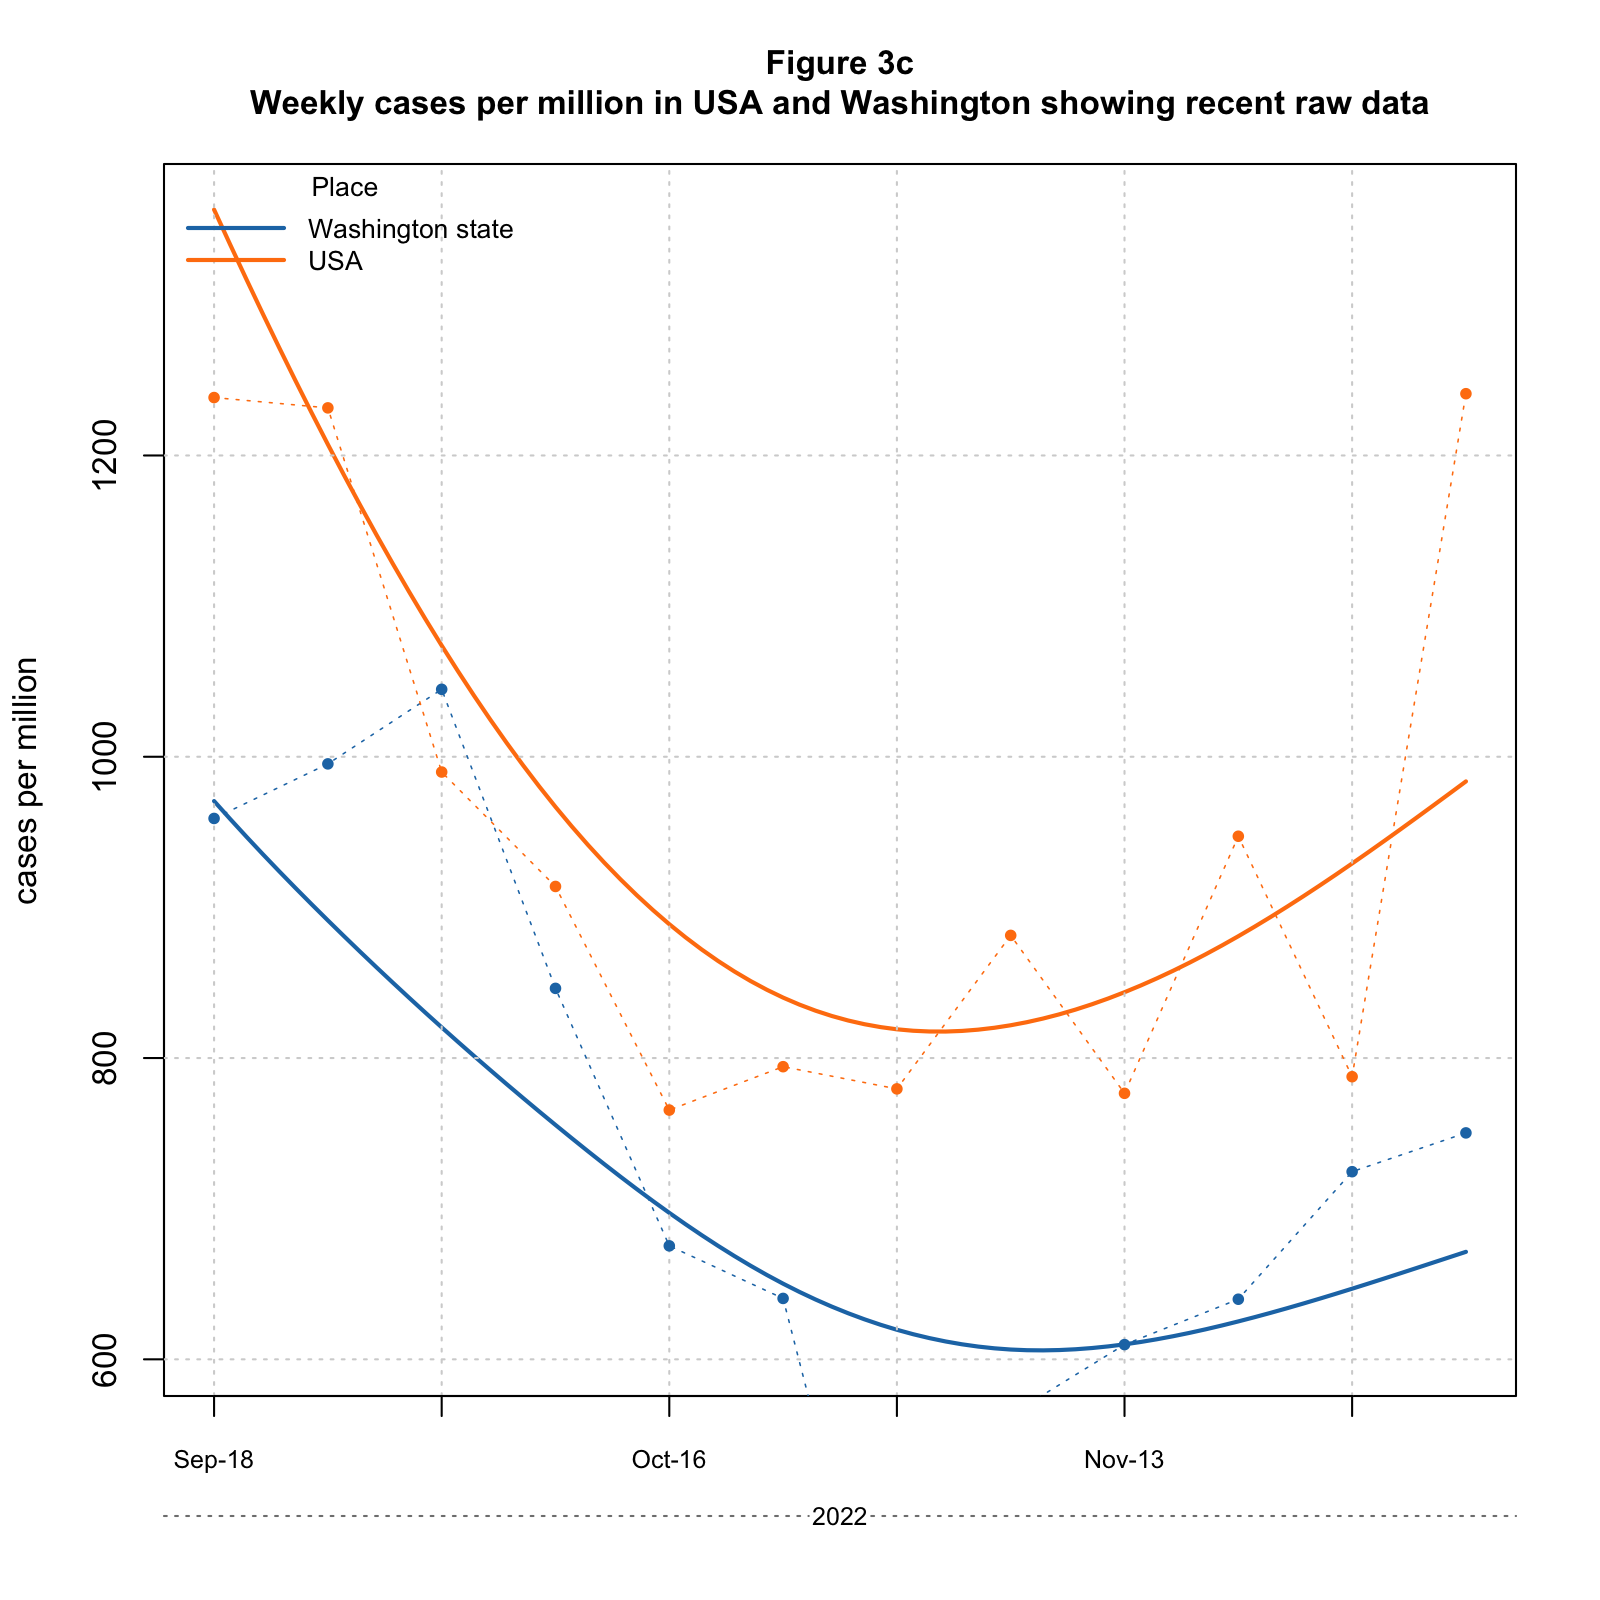 Figure 3c
Weekly cases per million in USA and Washington showing recent raw data
Place
Washington state
USA
cases per million
1200
1000
800
600
Sep-18
Oct-16
Nov-13
2022